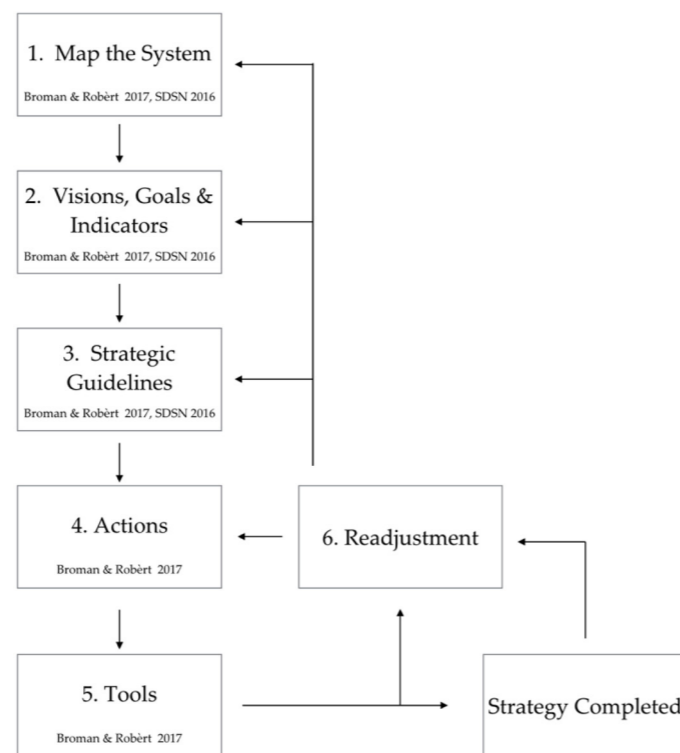 1. Map the System
Broman & Robèrt 2017, SDSN 2016
2. Visions, Goals &
Indicators
Broman & Robèrt 2017, SDSN 2016
3. Strategic
Guidelines
Broman & Robèrt 2017, SDSN 2016
4. Actions
Broman & Robèrt 2017
6. Readjustment
5. Tools
Broman & Robèrt 2017
Strategy Completed